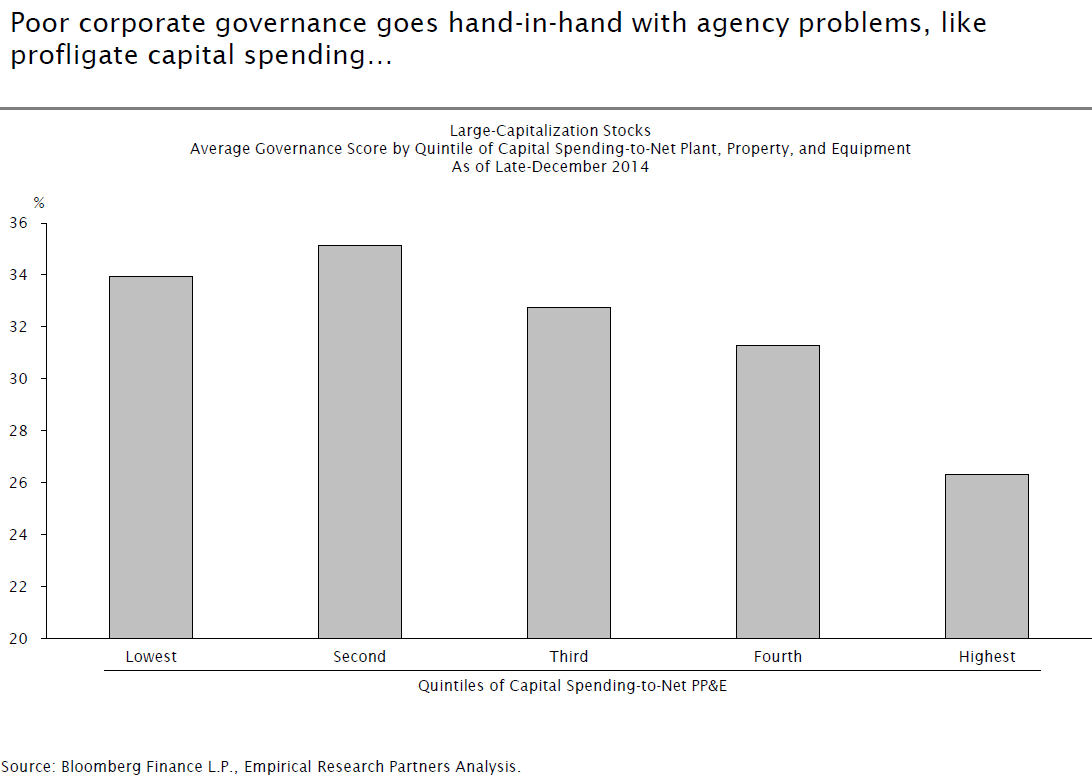 Poor corporate governance goes hand-in-hand with agency problems, like
profligate capital spending...
Large-Capitalization Stocks
Average Governance Score by Quintile of Capital Spending-to-Net Plant, Property, and Equipment
As of Late-December 2014
%
36
34
32
30
28
26
24
22
20
Lowest Second Third Fourth Highest
Quintiles of Capital Spending-to-Net PP&E
Source: Bloomberg Finance L.P., Empirical Research Partners Analysis.